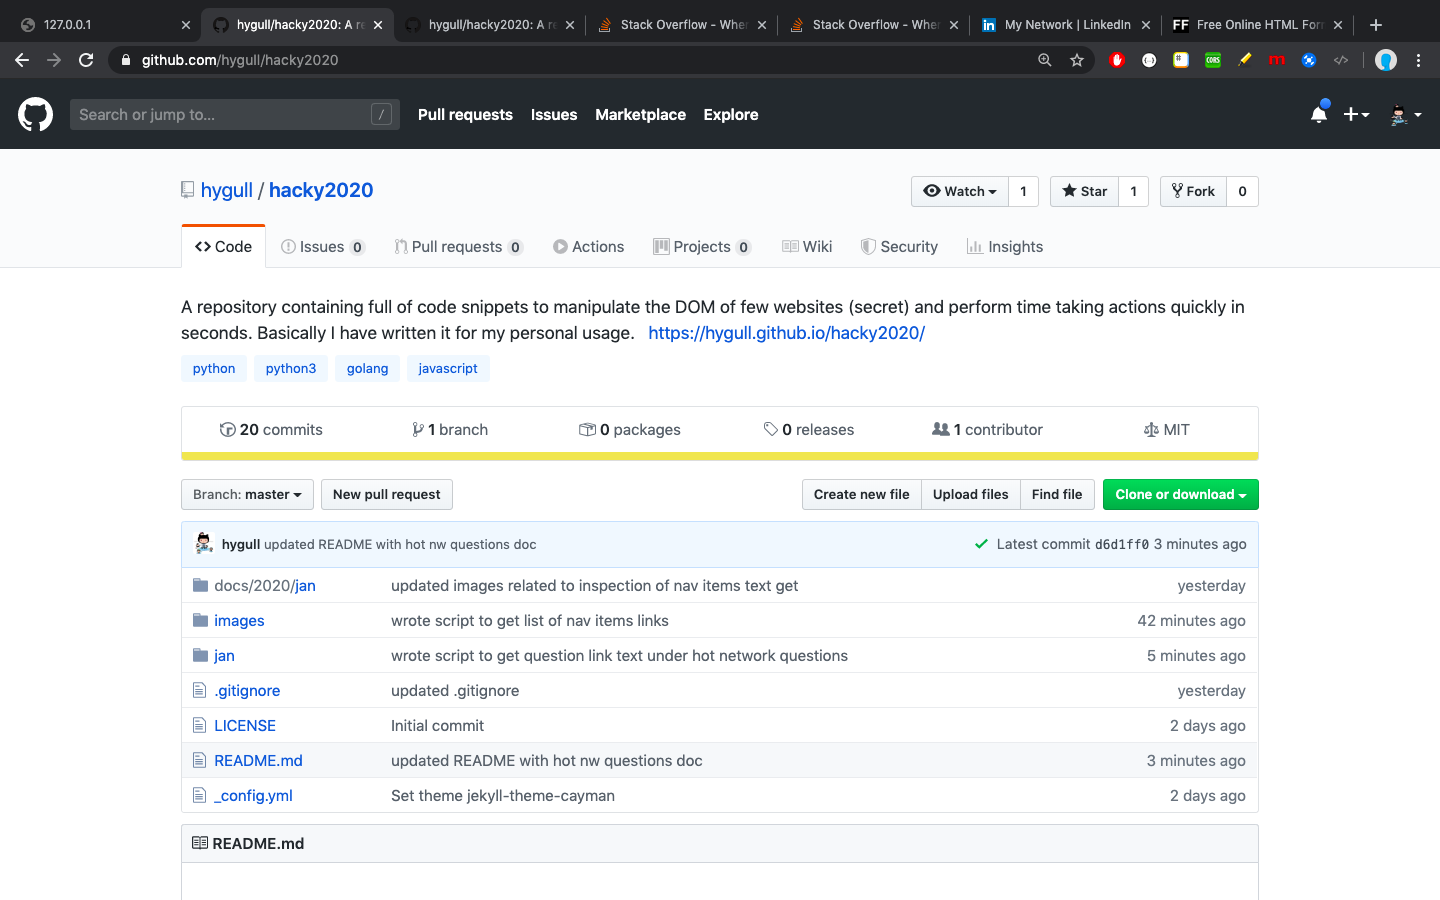 127.0.0.1
hygull/hacky2020: A re
hygull/hacky2020: A re
Stack Overflow - Wher
Stack Overflow - Wher
My Network | LinkedIn
Free Online HTML Forn
github.com/hygull/hacky2020
Search or jump to... /
Pull requests Issues Marketplace Explore
hygull / hacky2020
Watch 1 Star 1 Fork 0
Code Issues 0 Pull requests 0 Actions Projects 0 Wiki Security Insights
A repository containing full of code snippets to manipulate the DOM of few websites (secret) and perform time taking actions quickly in
seconds. Basically I have written it for my personal usage. https://hygull.github.io/hacky2020/
python python3 golang javascript
20 commits 1 branch 0 packages 0 releases 1 contributor MIT
Branch: master New pull request Create new file Upload files Find file Clone or download
hygull updated README with hot nw questions doc Latest commit d6d1ff0 3 minutes ago
docs/2020/jan updated images related to inspection of nav items text get yesterday
images wrote script to get list of nav items links 42 minutes ago
jan wrote script to get question link text under hot network questions 5 minutes ago
.gitignore updated .gitignore yesterday
LICENSE Initial commit 2 days ago
README.md updated README with hot nw questions doc 3 minutes ago
_config.yml Set theme jekyll-theme-cayman 2 days ago
README.md